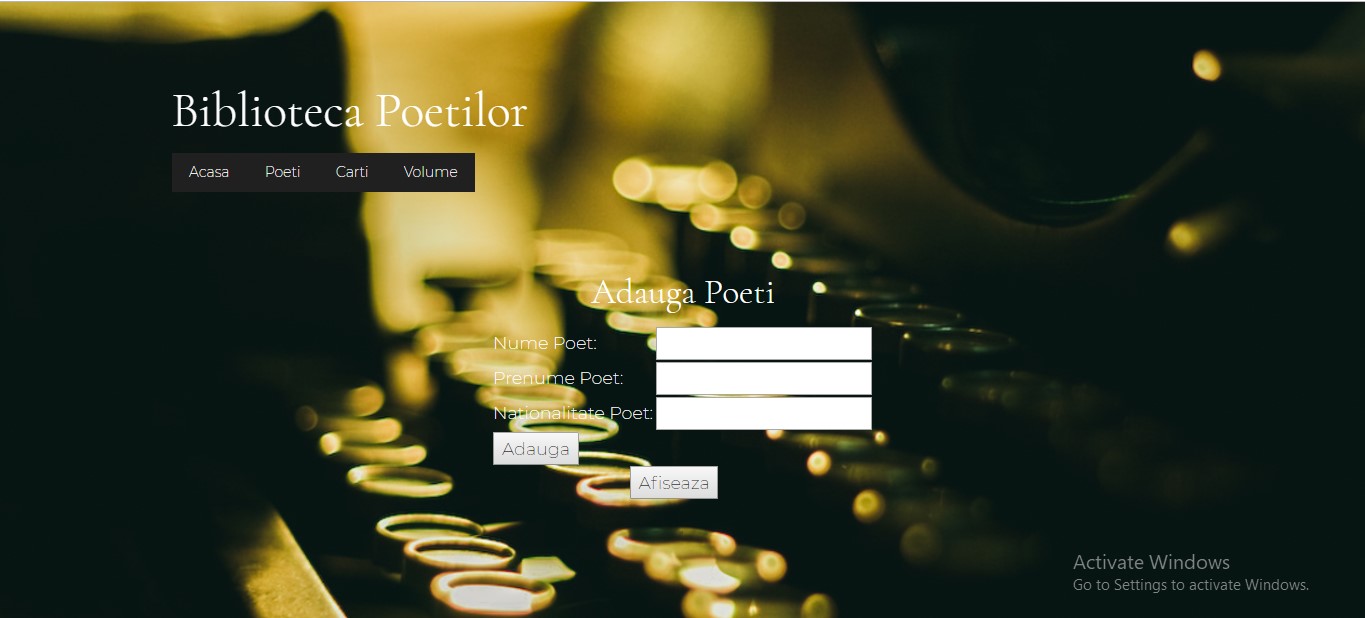 Biblioteca Poetilor
Acasa Poeti Carti Volume
Adauga Poeti
Nume Poet:
Prenume Poet:
Nationalitate Poet:
Adauga
Afiseaza
Activate Windows
Go to Settings to activate Windows.